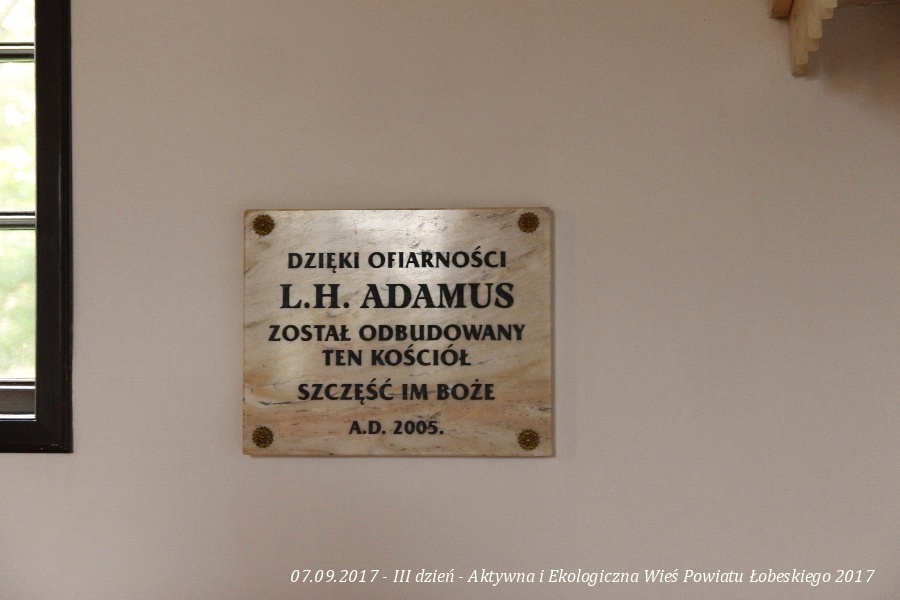 DZIĘKI OFIARNOŚCI
L.H. ADAMUS
ZOSTAŁ ODBUDOWANY
TEN KOŚCIÓŁ
SZCZĘŚĆ IM BOŻE
A.D. 2005.
07.09.2017 - III dzień - Aktywna i Ekologiczna Wieś Powiatu Łobeskiego 2017